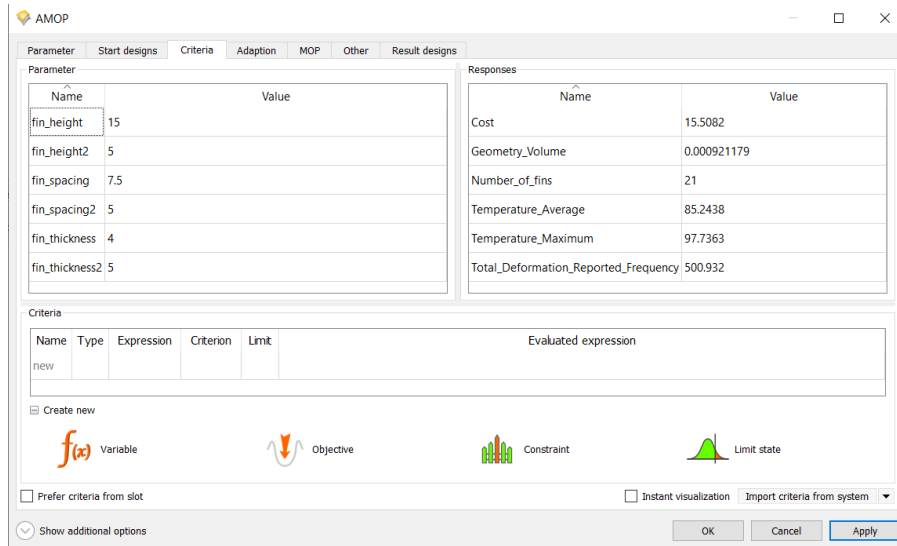 AMOP
Parameter Start designs Criteria Adaption MOP Other Result designs
Parameter
Name Value
fin_height 15
fin_height2 5
fin_spacing 7.5
fin_spacing2 5
fin_thickness 4
fin_thickness2 5
Responses
Name Value
Cost 15.5082
Geometry_Volume 0.000921179
Number_of_fins 21
Temperature_Average 85.2438
Temperature_Maximum 97.7363
Total_Deformation_Reported_Frequency 500.932
Criteria
Name Type Expression Criterion Limit Evaluated expression
new
Create new
f(x) Variable Objective Constraint Limit state
Prefer criteria from slot Instant visualization Import criteria from system
Show additional options OK Cancel Apply